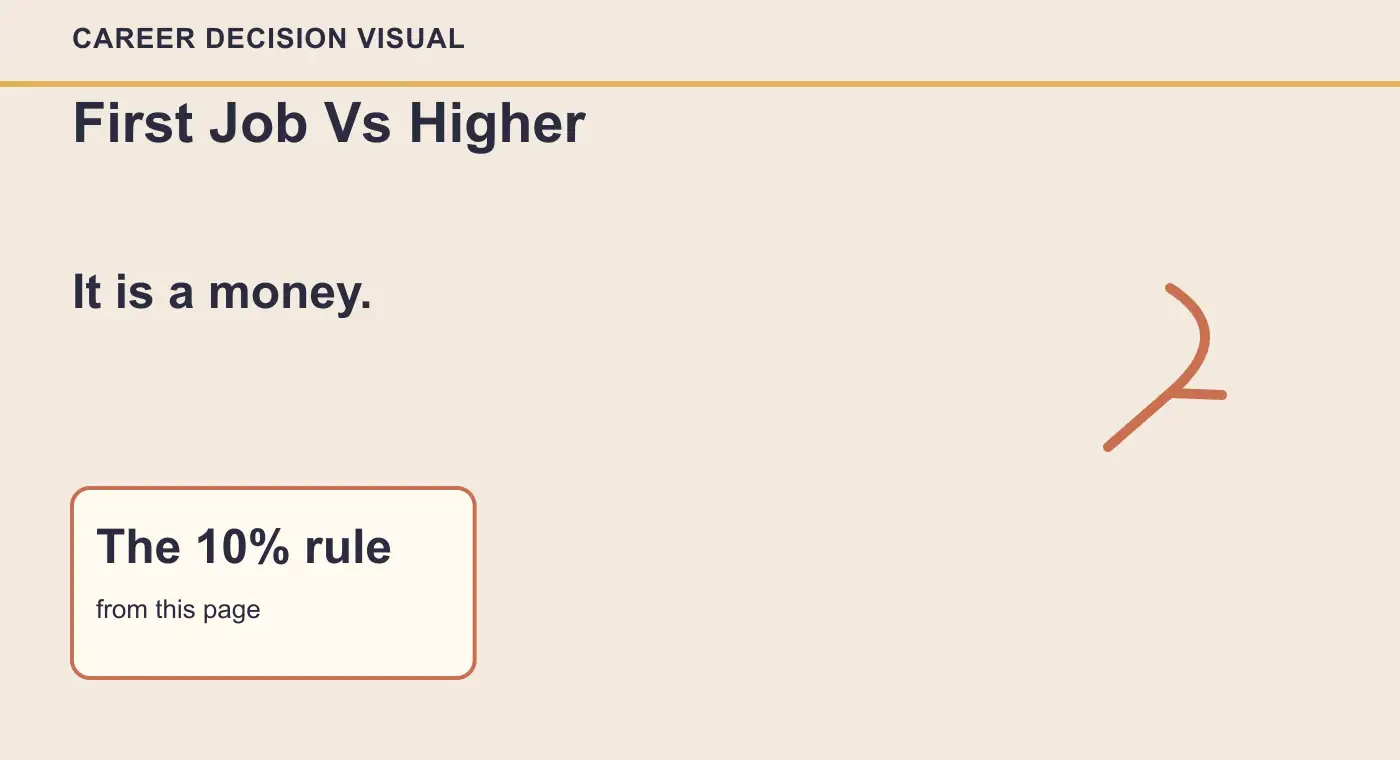 CAREER DECISION VISUAL
First Job Vs Higher
It is a money.
The 10% rule
from this page